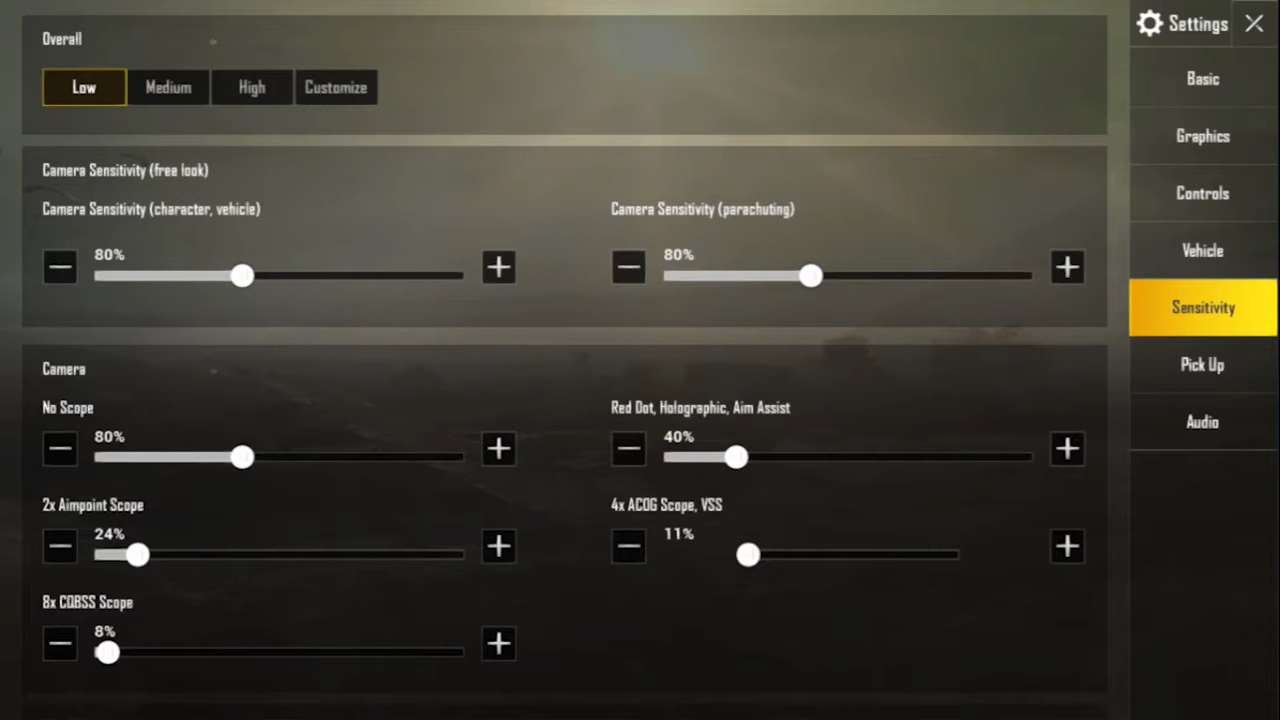 Overall
Low Medium High Customize
Camera Sensitivity (free look)
Camera Sensitivity (character, vehicle)
80%
Camera Sensitivity (parachuting)
80%
Camera
No Scope
80%
Red Dot, Holographic, Aim Assist
40%
2x Aimpoint Scope
24%
4x ACOG Scope, VSS
11%
8x CQBSS Scope
8%
Settings
Basic
Graphics
Controls
Vehicle
Sensitivity
Pick Up
Audio